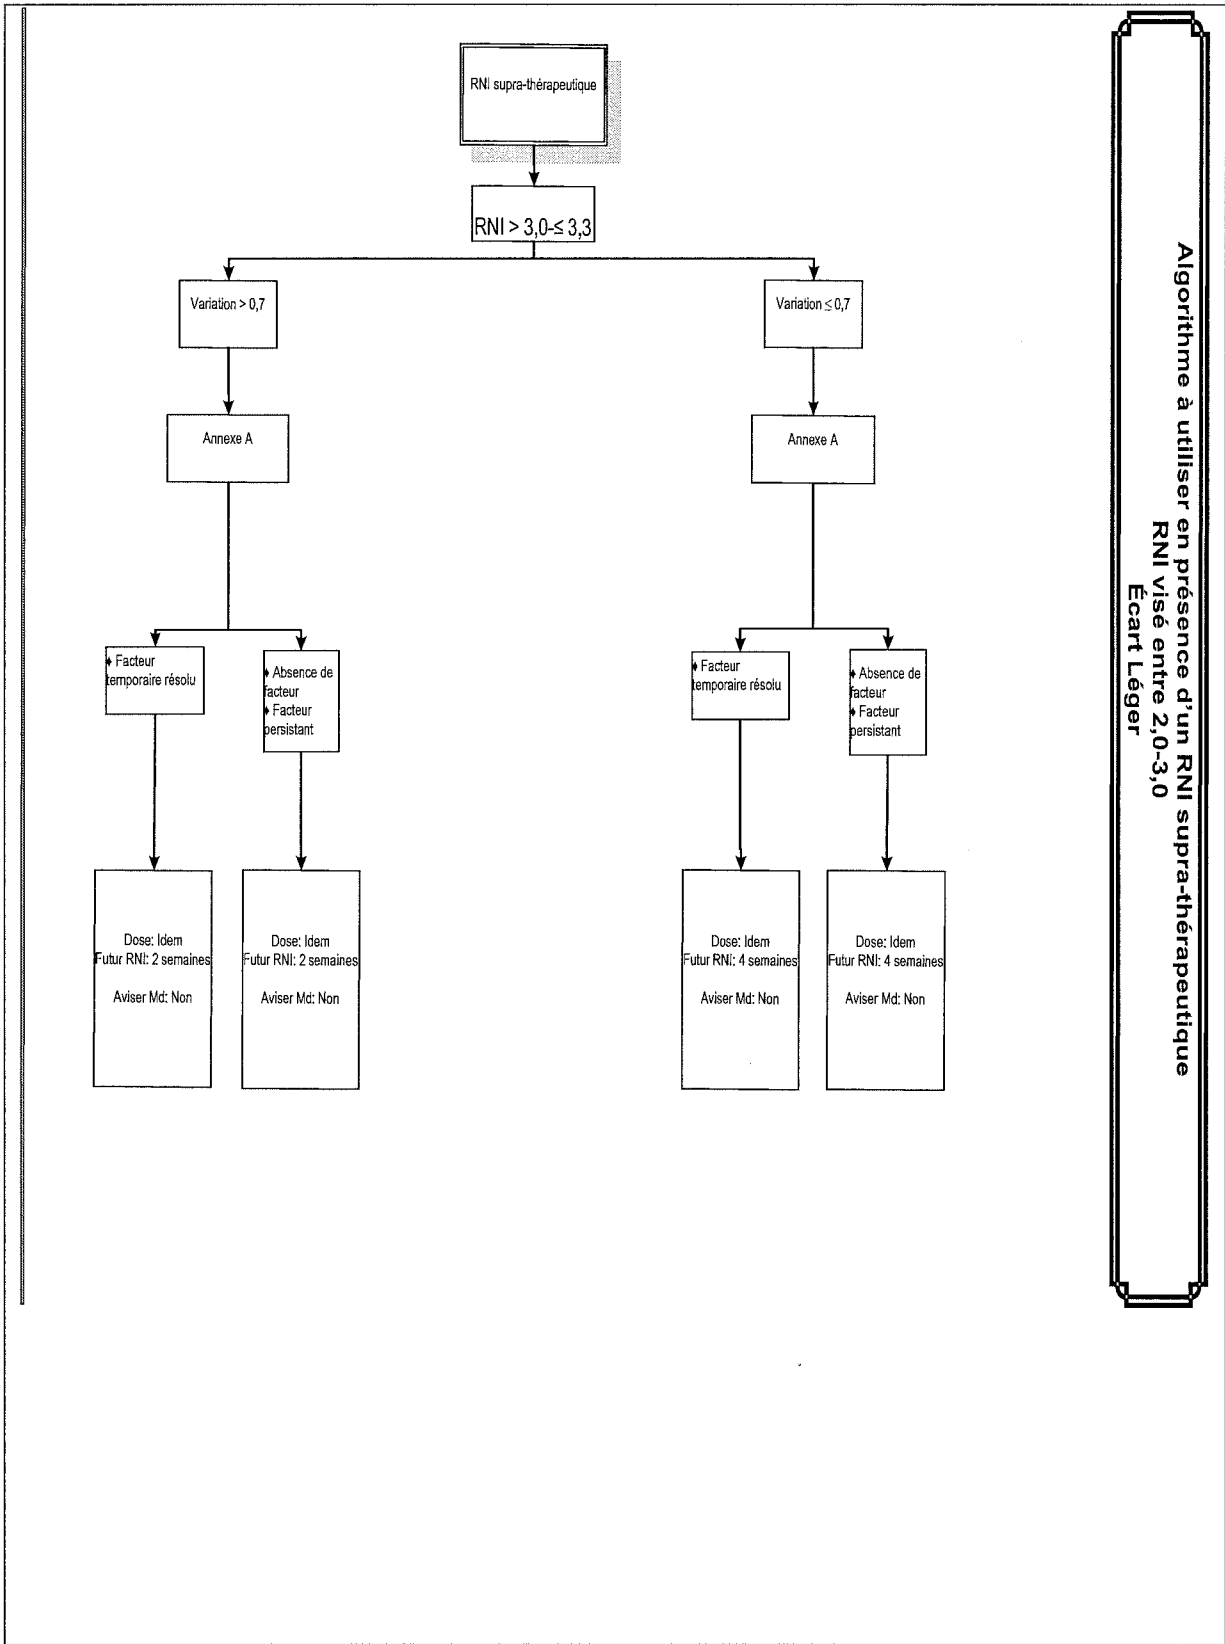 Algorithme à utiliser en présence d'un RNI supra-thérapeutique
RNI visé entre 2,0-3,0
Écart Léger
RNI supra-thérapeutique
RNI > 3,0-≤ 3,3
Variation > 0,7
Variation ≤ 0,7
Annexe A
Annexe A
♦ Facteur
temporaire résolu
♦ Absence de
facteur
♦ Facteur
persistant
♦ Facteur
temporaire résolu
♦ Absence de
facteur
♦ Facteur
persistant
Dose: Idem
Futur RNI: 2 semaines
Aviser Md: Non
Dose: Idem
Futur RNI: 2 semaines
Aviser Md: Non
Dose: Idem
Futur RNI: 4 semaines
Aviser Md: Non
Dose: Idem
Futur RNI: 4 semaines
Aviser Md: Non